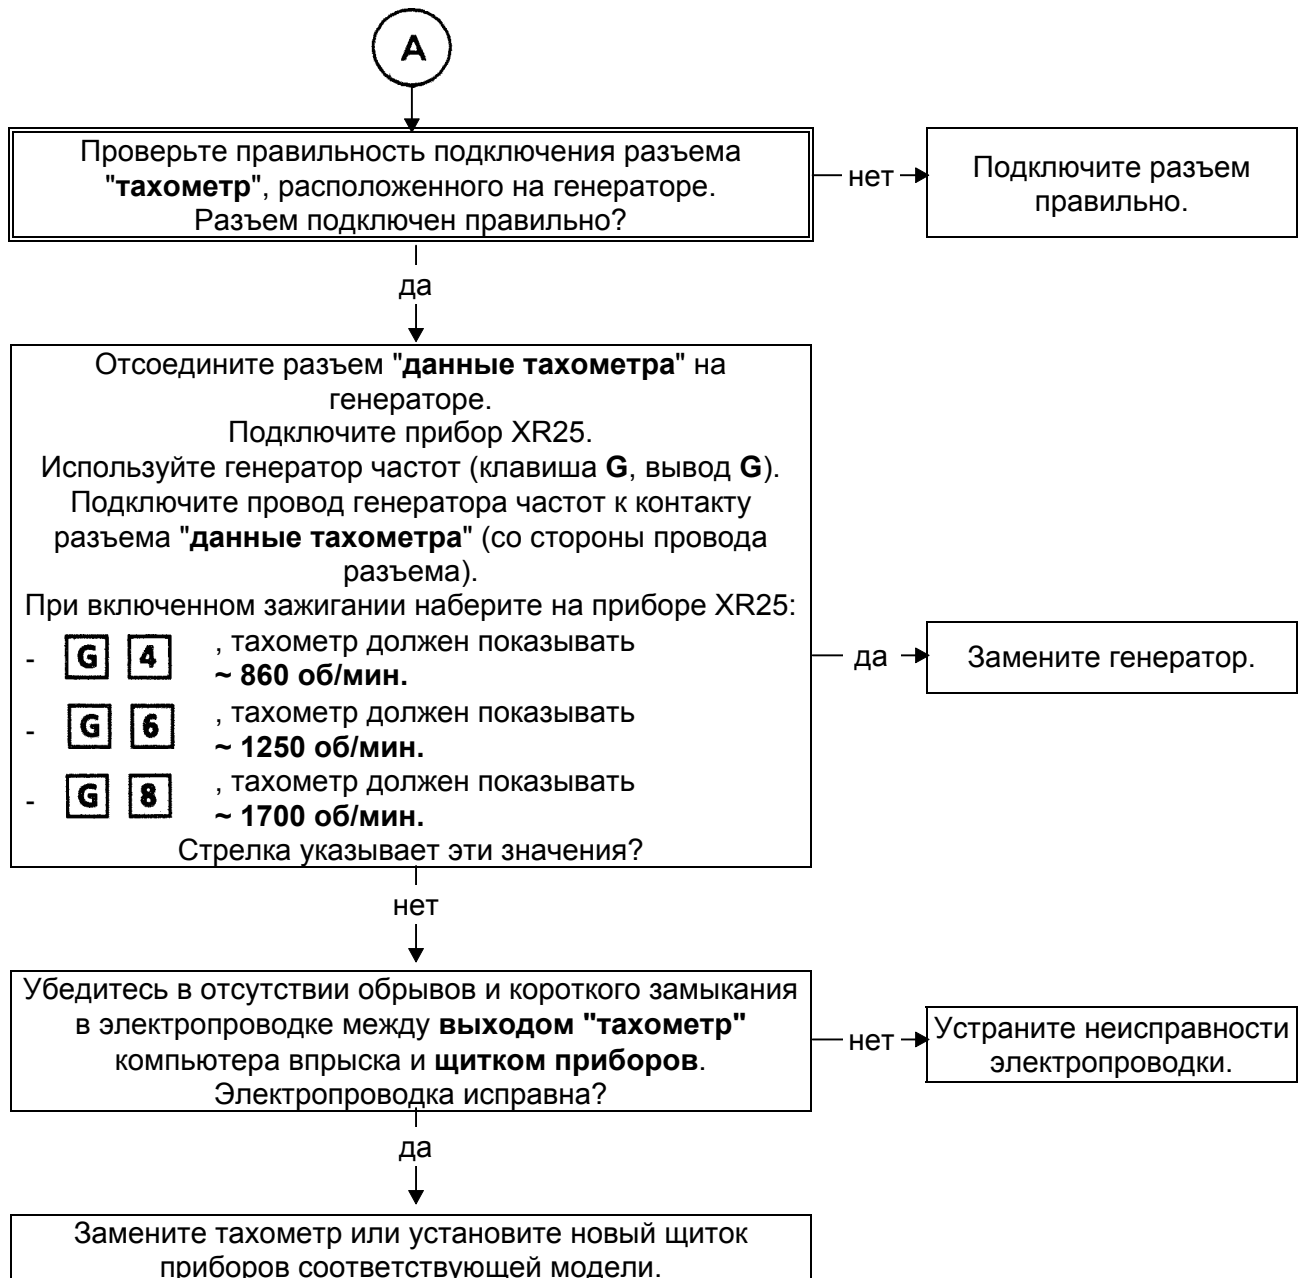 A
Проверьте правильность подключения разъема
"тахометр", расположенного на генераторе.
Разъем подключен правильно?
нет
Подключите разъем
правильно.
да
Отсоедините разъем "данные тахометра" на
генераторе.
Подключите прибор XR25.
Используйте генератор частот (клавиша G, вывод G).
Подключите провод генератора частот к контакту
разъема "данные тахометра" (со стороны провода
разъема).
При включенном зажигании наберите на приборе XR25:
- G 4 , тахометр должен показывать
~ 860 об/мин.
- G 6 , тахометр должен показывать
~ 1250 об/мин.
- G 8 , тахометр должен показывать
~ 1700 об/мин.
Стрелка указывает эти значения?
да
Замените генератор.
нет
Убедитесь в отсутствии обрывов и короткого замыкания
в электропроводке между выходом "тахометр"
компьютера впрыска и щитком приборов.
Электропроводка исправна?
нет
Устраните неисправности
электропроводки.
да
Замените тахометр или установите новый щиток
приборов соответствующей модели.